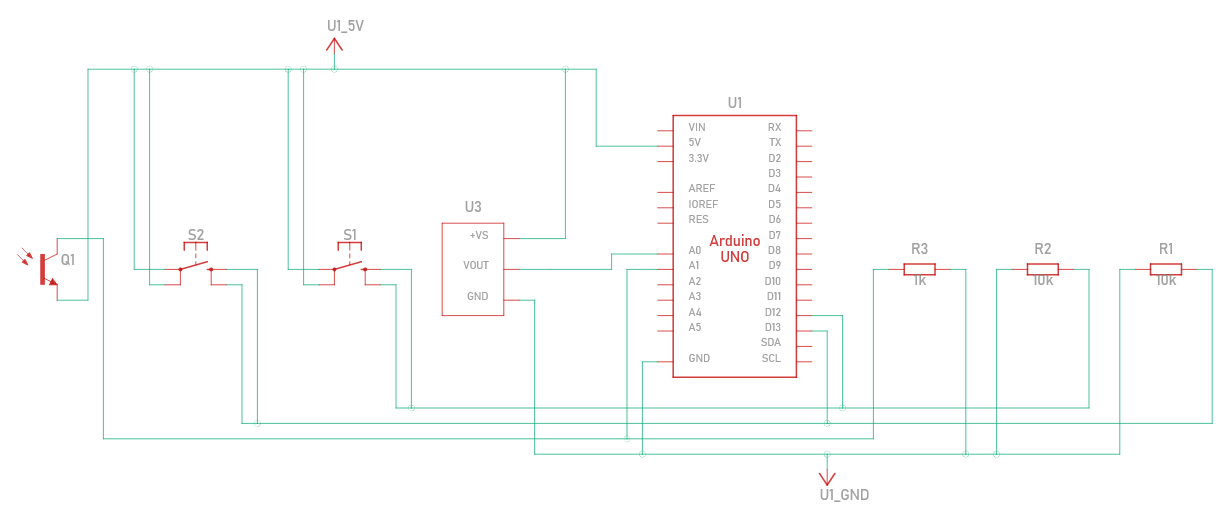 U1_5V
U1
VIN RX
5V TX
3.3V D2
D3
AREF D4
IOREF D5
RES D6
D7
A0 D8
A1 D9
A2 D10
A3 D11
A4 D12
A5 D13
SDA
GND SCL
Arduino
UNO
U3
+VS
VOUT
GND
S2
S1
Q1
R3
1k
R2
10k
R1
10k
U1_GND